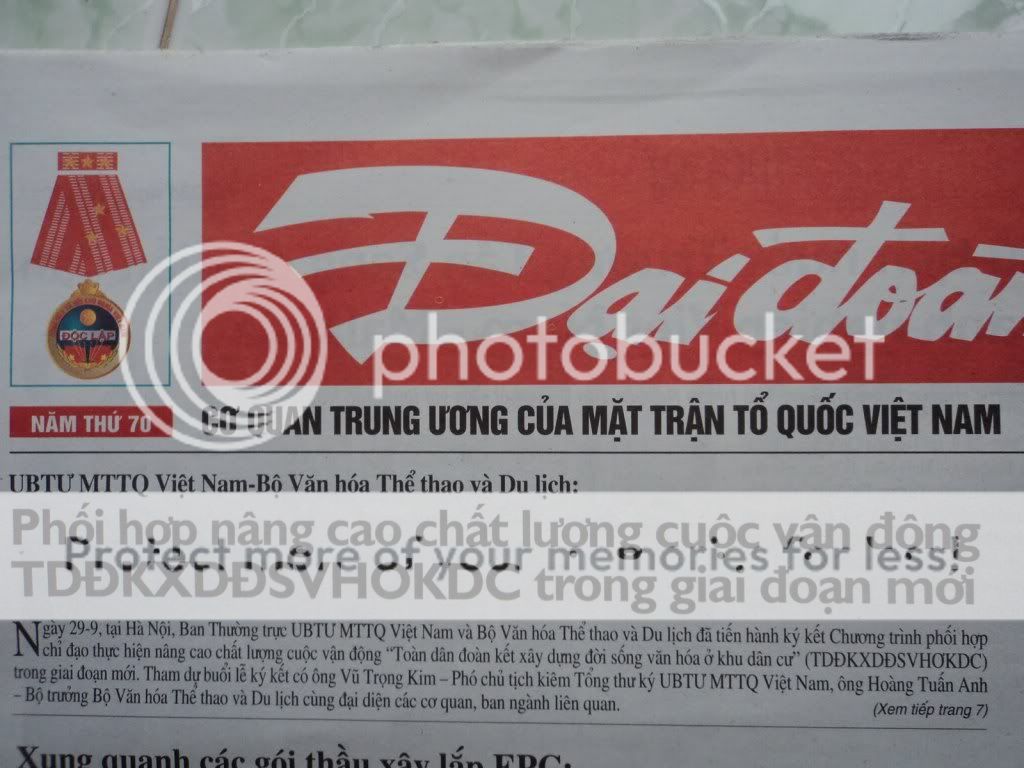 ĐỘC LẬP
Đại đoàn
NĂM THỨ 70
CƠ QUAN TRUNG ƯƠNG CỦA MẶT TRẬN TỔ QUỐC VIỆT NAM
photobucket
UBTƯ MTTQ Việt Nam-Bộ Văn hóa Thể thao và Du lịch:
Phối hợp nâng cao chất lượng cuộc vận động
Protect more of your memories for less!
TDĐKXDĐSVHƠKDC trong giai đoạn mới
Ngày 29-9, tại Hà Nội, Ban Thường trực UBTƯ MTTQ Việt Nam và Bộ Văn hóa Thể thao và Du lịch đã tiến hành ký kết Chương trình phối hợp
chỉ đạo thực hiện nâng cao chất lượng cuộc vận động “Toàn dân đoàn kết xây dựng đời sống văn hóa ở khu dân cư” (TDĐKXDĐSVHƠKDC)
trong giai đoạn mới. Tham dự buổi lễ ký kết có ông Vũ Trọng Kim – Phó chủ tịch kiêm Tổng thư ký UBTƯ MTTQ Việt Nam, ông Hoàng Tuấn Anh
– Bộ trưởng Bộ Văn hóa Thể thao và Du lịch cùng đại diện các cơ quan, ban ngành liên quan.
(Xem tiếp trang 7)
Xung quanh các gói thầu xây lắp EPC: